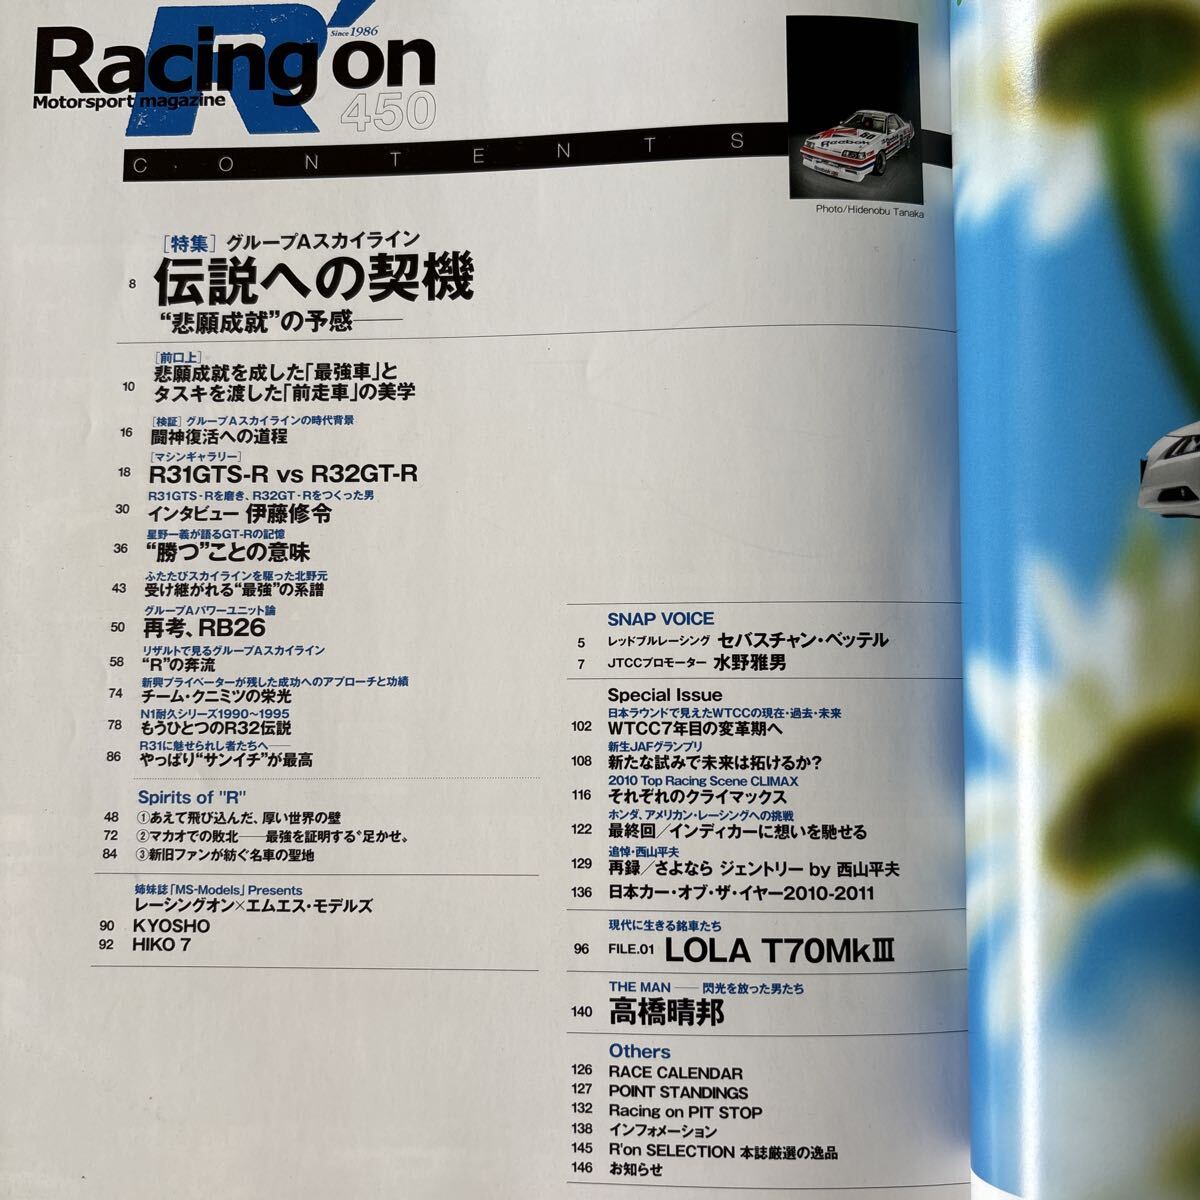 R'
Since 1986
Racing on
Motorsport magazine
450
CONTENTS
Reebok
Photo/Hidenobu Tanaka
[特集] グループAスカイライン
8 伝説への契機
“悲願成就”の予感――
[前口上]
10 悲願成就を成した「最強車」と
タスキを渡した「前走車」の美学
[検証] グループAスカイラインの時代背景
16 闘神復活への道程
[マシンギャラリー]
18 R31GTS-R vs R32GT-R
R31GTS-Rを磨き、R32GT-Rをつくった男
30 インタビュー 伊藤修令
星野一義が語るGT-Rの記憶
36 “勝つ”ことの意味
ふたたびスカイラインを駆った北野元
43 受け継がれる“最強”の系譜
グループAパワーユニット論
50 再考、RB26
リザルトで見るグループAスカイライン
58 “R”の奔流
新興プライベーターが残した成功へのアプローチと功績
74 チーム・クニミツの栄光
N1耐久シリーズ1990〜1995
78 もうひとつのR32伝説
R31に魅せられし者たちへ――
86 やっぱり“サンイチ”が最高
Spirits of "R"
48 ①あえて飛び込んだ、厚い世界の壁
72 ②マカオでの敗北――最強を証明する〝足かせ〟
84 ③新旧ファンが紡ぐ名車の聖地
姉妹誌「MS-Models」Presents
レーシングオン×エムエス・モデルズ
90 KYOSHO
92 HIKO 7
SNAP VOICE
5 レッドブルレーシング セバスチャン・ベッテル
7 JTCCプロモーター 水野雅男
Special Issue
日本ラウンドで見えたWTCCの現在・過去・未来
102 WTCC7年目の変革期へ
新生JAFグランプリ
108 新たな試みで未来は拓けるか?
2010 Top Racing Scene CLIMAX
116 それぞれのクライマックス
ホンダ、アメリカン・レーシングへの挑戦
122 最終回／インディカーに想いを馳せる
追悼・西山平夫
129 再録／さよなら ジェントリー by 西山平夫
136 日本カー・オブ・ザ・イヤー2010-2011
現代に生きる銘車たち
96 FILE.01 LOLA T70MkⅢ
THE MAN ―― 閃光を放った男たち
140 高橋晴邦
Others
126 RACE CALENDAR
127 POINT STANDINGS
132 Racing on PIT STOP
138 インフォメーション
145 R'on SELECTION 本誌厳選の逸品
146 お知らせ